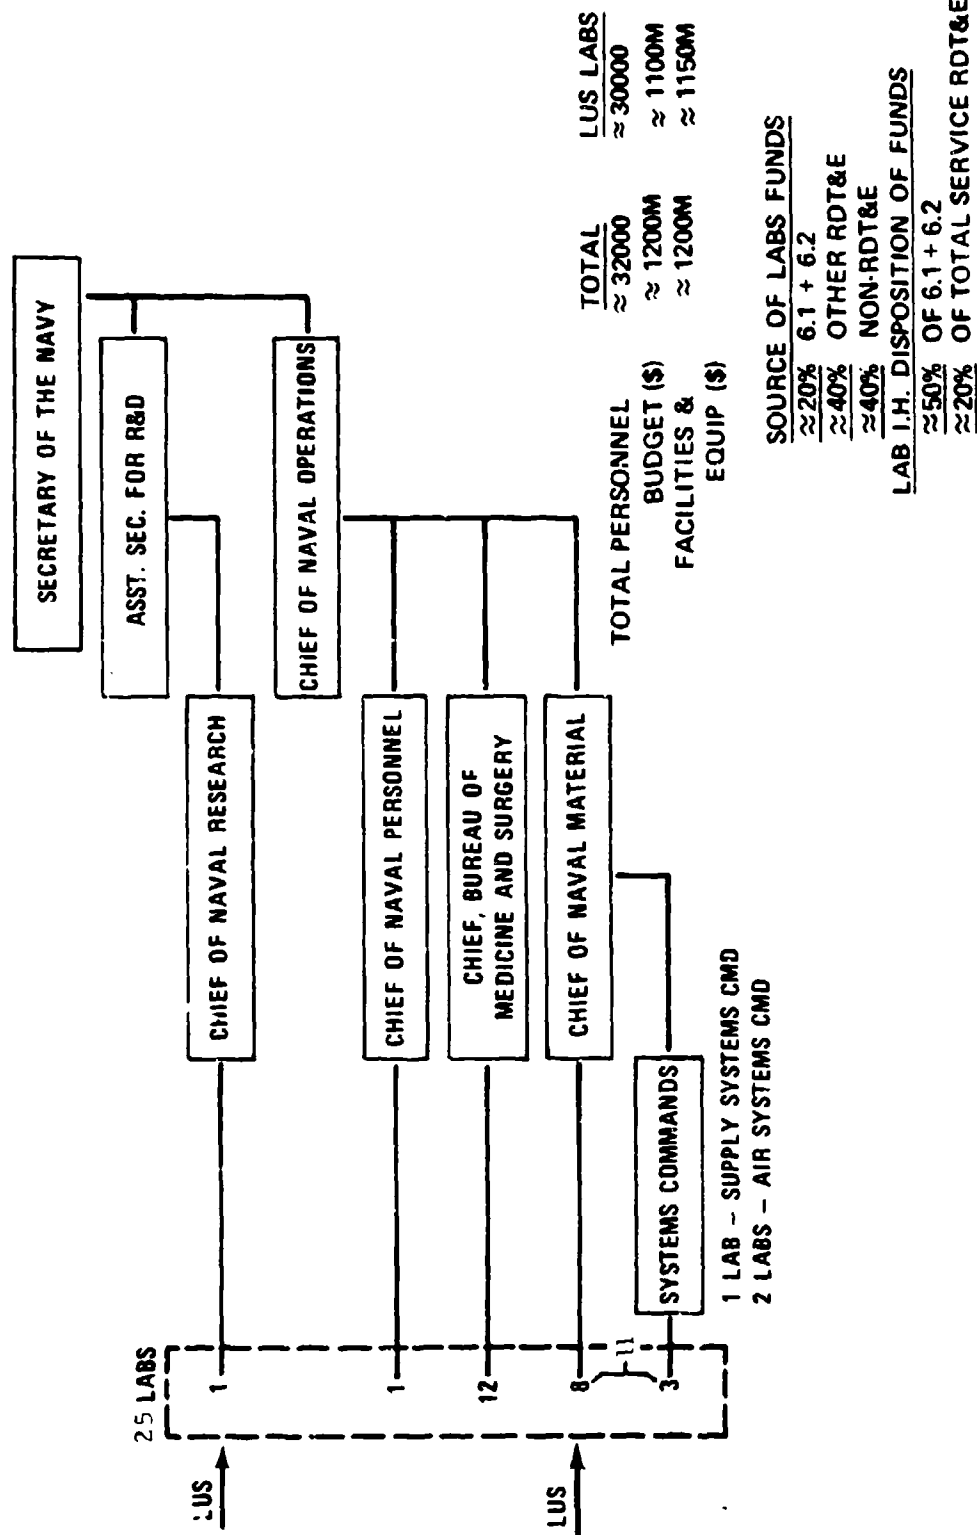 SECRETARY OF THE NAVY
ASST. SEC. FOR R&D
CHIEF OF NAVAL RESEARCH
CHIEF OF NAVAL OPERATIONS
CHIEF OF NAVAL PERSONNEL
CHIEF, BUREAU OF
MEDICINE AND SURGERY
CHIEF OF NAVAL MATERIAL
SYSTEMS COMMANDS
1 LAB – SUPPLY SYSTEMS CMD
2 LABS – AIR SYSTEMS CMD
25 LABS
LUS
1
1
12
LUS
8
11
3
TOTAL LUS LABS
TOTAL PERSONNEL ≈ 32000 ≈ 30000
BUDGET ($) ≈ 1200M ≈ 1100M
FACILITIES &
EQUIP ($) ≈ 1200M ≈ 1150M
SOURCE OF LABS FUNDS
≈20% 6.1 + 6.2
≈40% OTHER RDT&E
≈40% NON-RDT&E
LAB I.H. DISPOSITION OF FUNDS
≈50% OF 6.1 + 6.2
≈20% OF TOTAL SERVICE RDT&E